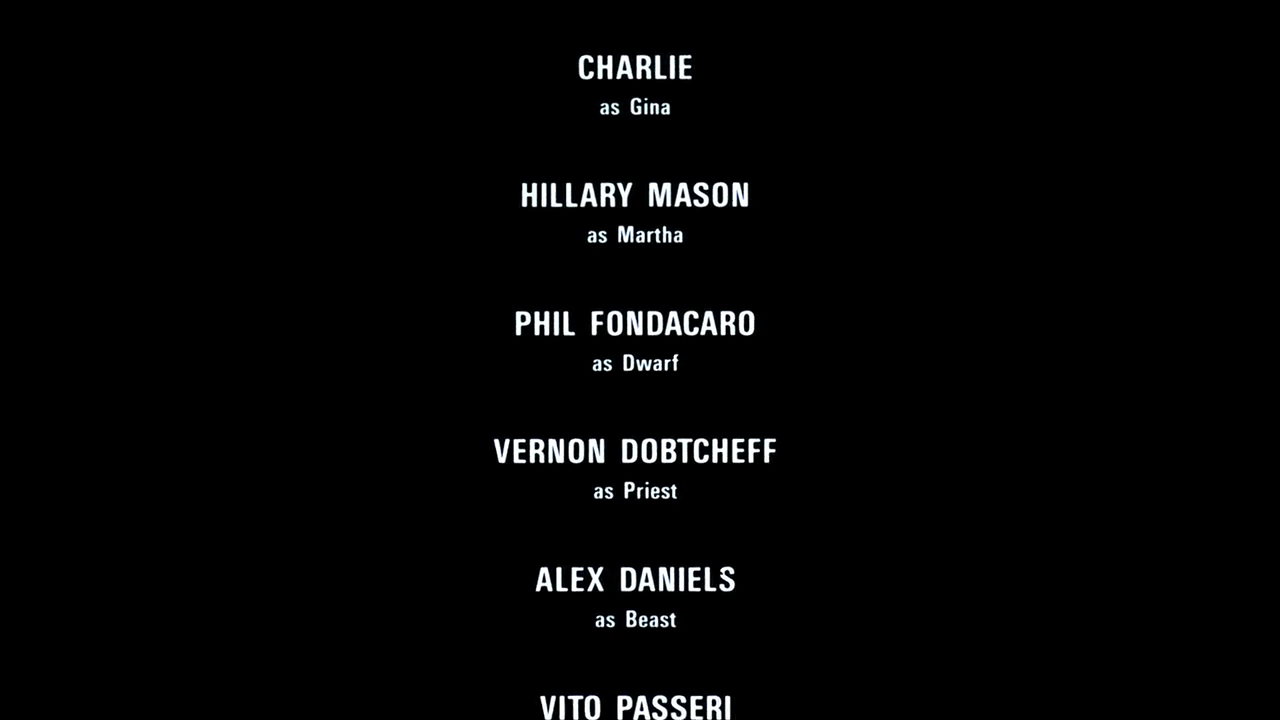 CHARLIE
as Gina
HILLARY MASON
as Martha
PHIL FONDACARO
as Dwarf
VERNON DOBTCHEFF
as Priest
ALEX DANIELS
as Beast
VITO PASSERI